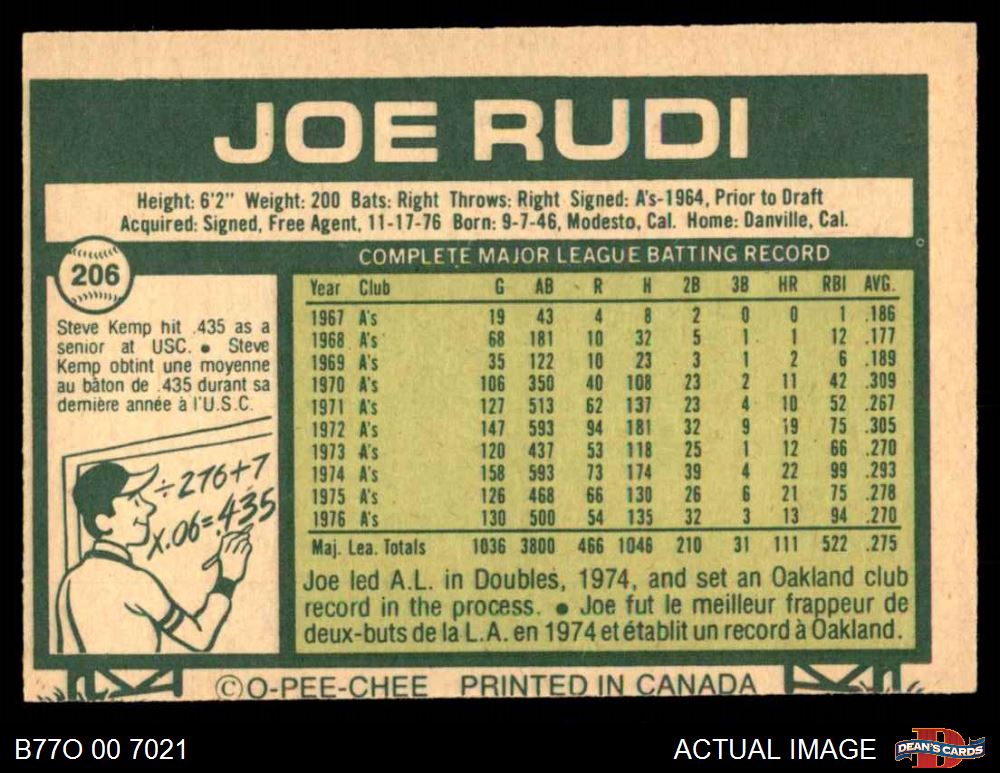 JOE RUDI
Height: 6'2" Weight: 200 Bats: Right Throws: Right Signed: A's-1964, Prior to Draft
Acquired: Signed, Free Agent, 11-17-76 Born: 9-7-46, Modesto, Cal. Home: Danville, Cal.
206
Steve Kemp hit .435 as a
senior at USC. ● Steve
Kemp obtint une moyenne
au bâton de .435 durant sa
dernière année à l'U.S.C.
÷276+7
x.06=.435
COMPLETE MAJOR LEAGUE BATTING RECORD
Year Club G AB R H 2B 3B HR RBI AVG.
1967 A's 19 43 4 8 2 0 0 1 .186
1968 A's 68 181 10 32 5 1 1 12 .177
1969 A's 35 122 10 23 3 1 2 6 .189
1970 A's 106 350 40 108 23 2 11 42 .309
1971 A's 127 513 62 137 23 4 10 52 .267
1972 A's 147 593 94 181 32 9 19 75 .305
1973 A's 120 437 53 118 25 1 12 66 .270
1974 A's 158 593 73 174 39 4 22 99 .293
1975 A's 126 468 66 130 26 6 21 75 .278
1976 A's 130 500 54 135 32 3 13 94 .270
Maj. Lea. Totals 1036 3800 466 1046 210 31 111 522 .275
Joe led A.L. in Doubles, 1974, and set an Oakland club
record in the process. ● Joe fut le meilleur frappeur de
deux-buts de la L.A. en 1974 et établit un record à Oakland.
©O-PEE-CHEE PRINTED IN CANADA
B77O 00 7021
ACTUAL IMAGE
D
DEAN'S CARDS